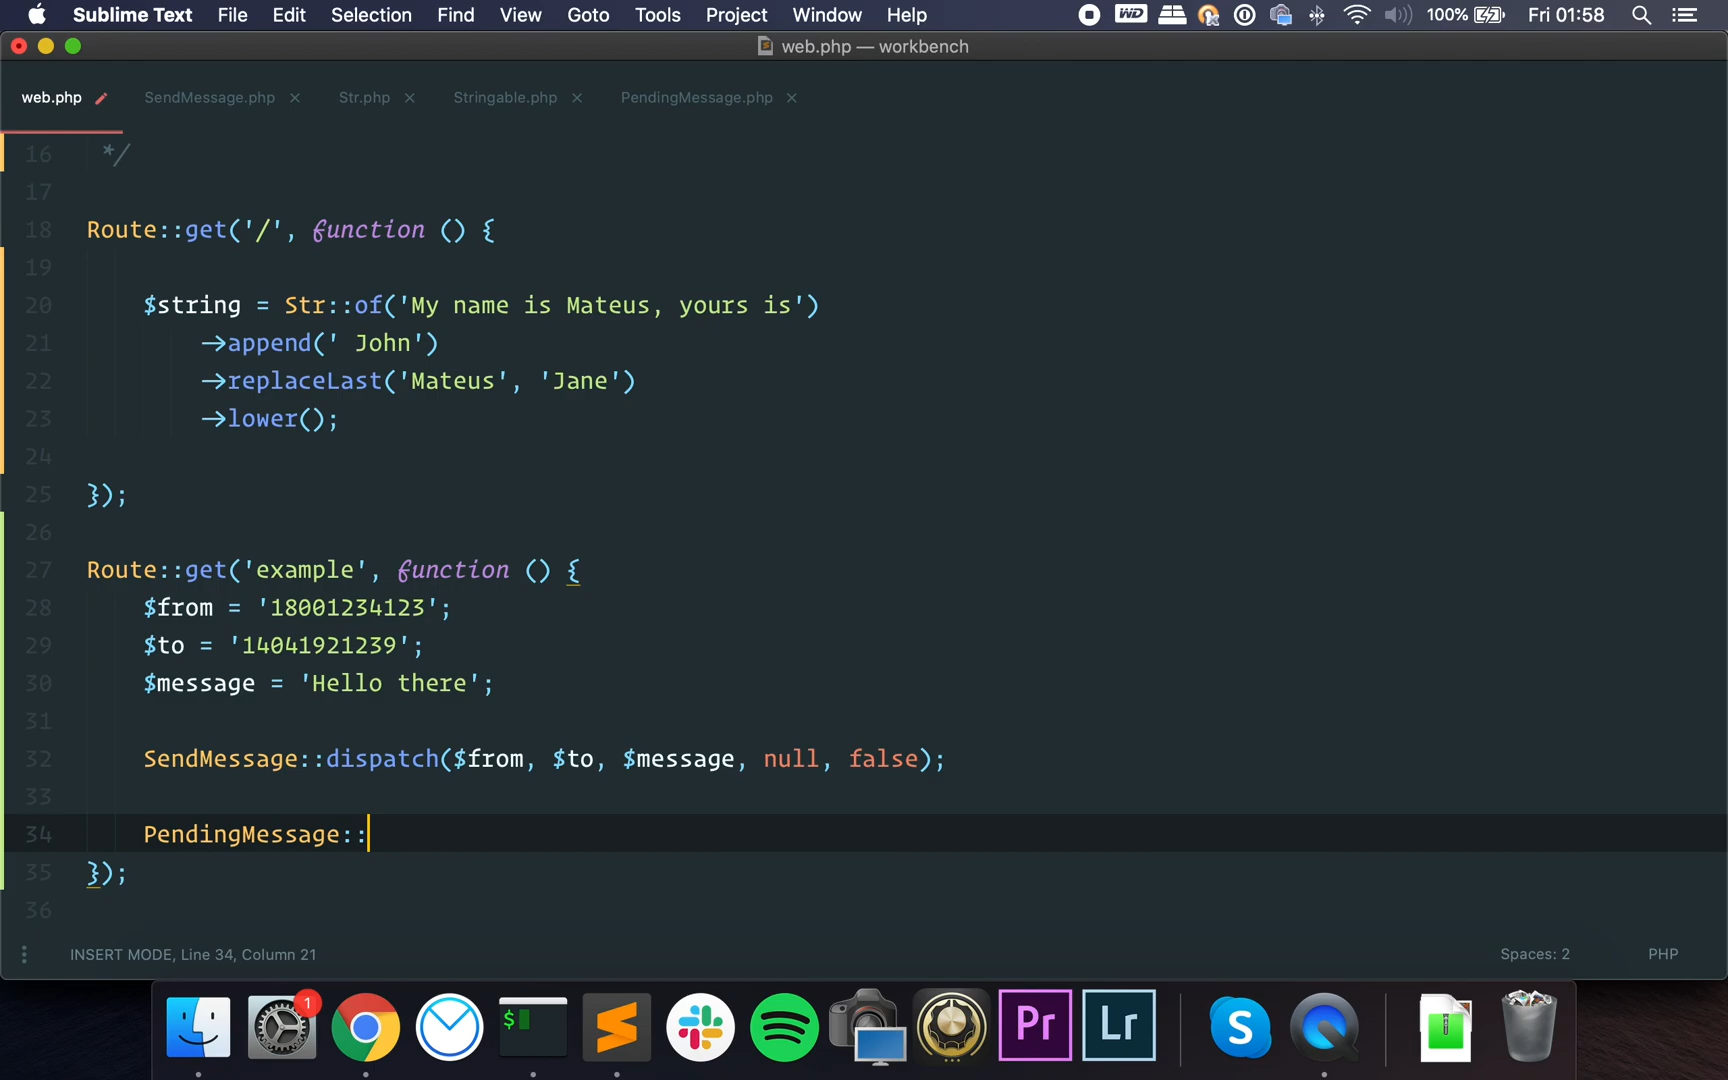 Sublime Text File Edit Selection Find View Goto Tools Project Window Help WD 100% Fri 01:58
web.php — workbench
web.php SendMessage.php × Str.php × Stringable.php × PendingMessage.php ×
16 */
17
18 Route::get('/', function () {
19
20 $string = Str::of('My name is Mateus, yours is')
21 →append(' John')
22 →replaceLast('Mateus', 'Jane')
23 →lower();
24
25 });
26
27 Route::get('example', function () {
28 $from = '18001234123';
29 $to = '14041921239';
30 $message = 'Hello there';
31
32 SendMessage::dispatch($from, $to, $message, null, false);
33
34 PendingMessage::
35 });
36
INSERT MODE, Line 34, Column 21 Spaces: 2 PHP
1
$ Pr Lr S